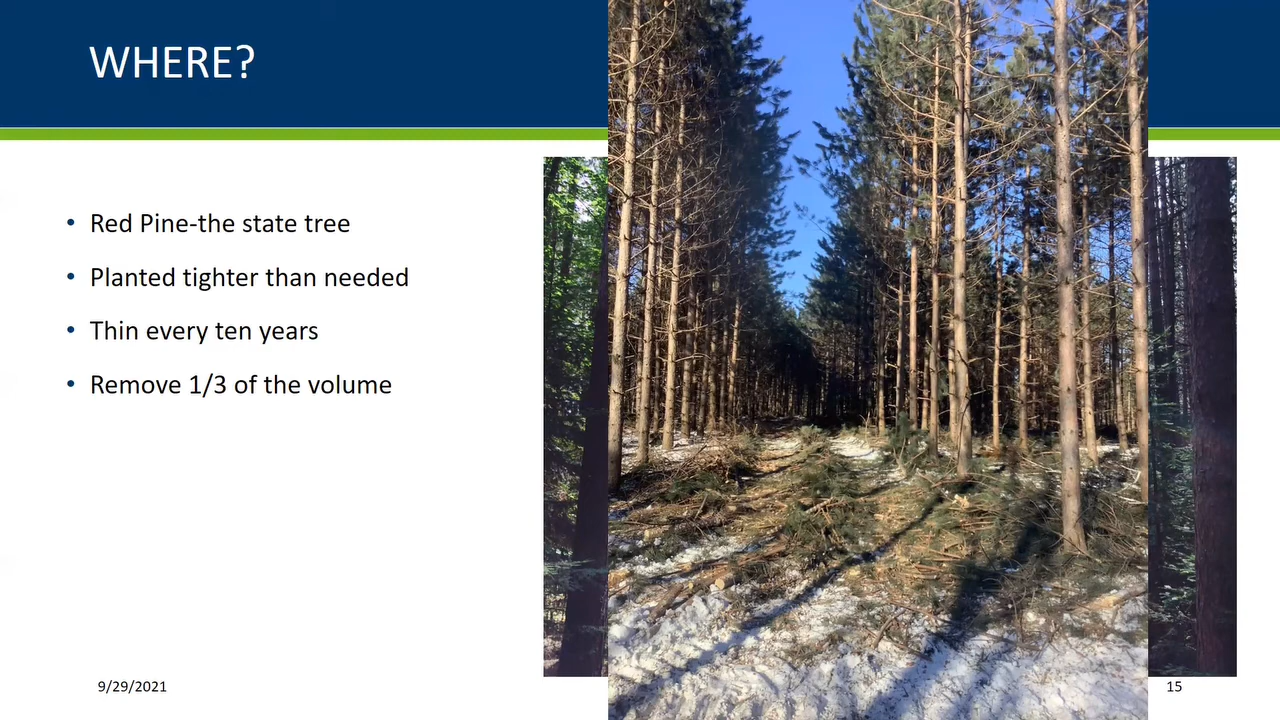 WHERE?
• Red Pine-the state tree
• Planted tighter than needed
• Thin every ten years
• Remove 1/3 of the volume
9/29/2021
15